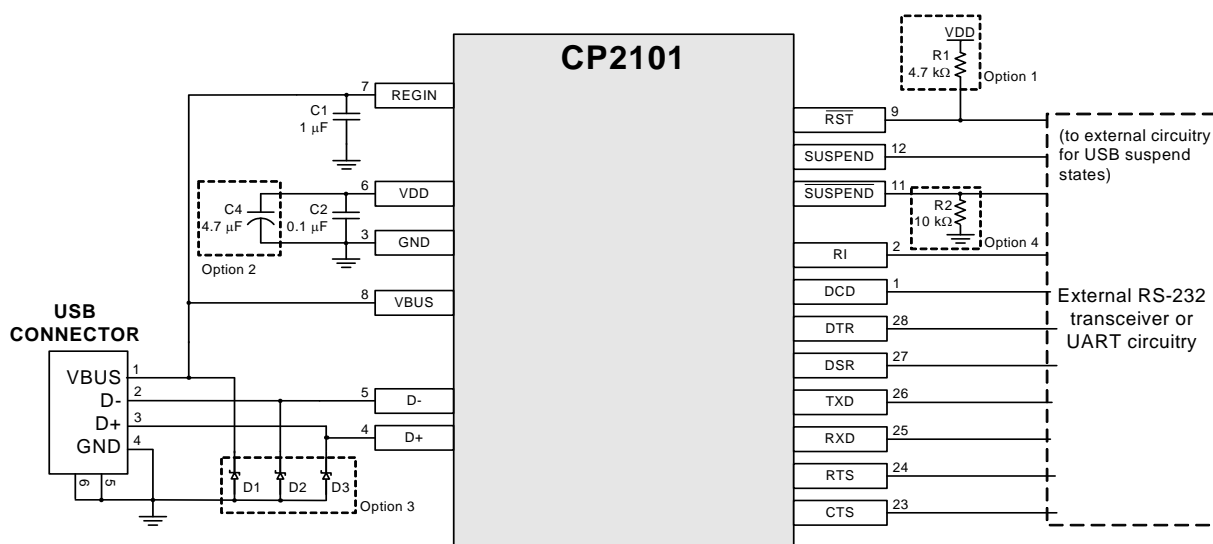 CP2101
7
REGIN
C1
1 μF
6
VDD
C4
4.7 μF
C2
0.1 μF
3
GND
Option 2
8
VBUS
USB
CONNECTOR
VBUS
1
D-
2
D+
3
GND
4
6
5
5
D-
4
D+
D1
D2
D3
Option 3
VDD
R1
4.7 kΩ
Option 1
RST
9
SUSPEND
12
SUSPEND
11
R2
10 kΩ
Option 4
RI
2
DCD
1
DTR
28
DSR
27
TXD
26
RXD
25
RTS
24
CTS
23
(to external circuitry
for USB suspend
states)
External RS-232
transceiver or
UART circuitry